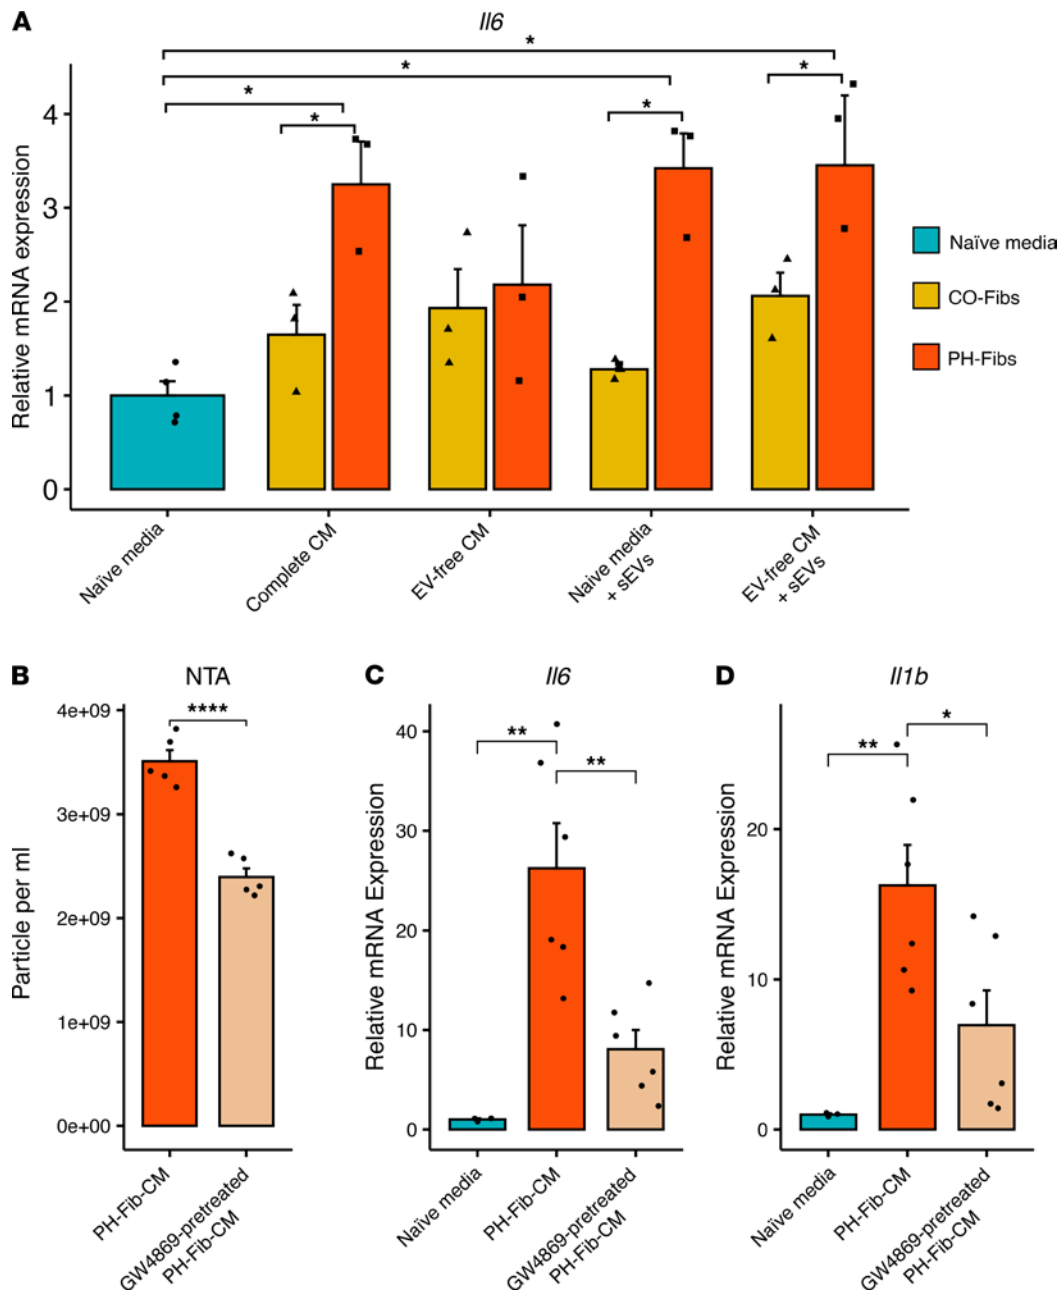 A
Il6
*
*
*
*
*
*
Relative mRNA expression
4
3
2
1
0
Naïve media
CO-Fibs
PH-Fibs
Naïve media
Complete CM
EV-free CM
Naive media
+ sEVs
EV-free CM
+ sEVs
B
NTA
****
Particle per ml
4e+09
3e+09
2e+09
1e+09
0e+00
PH-Fib-CM
GW4869-pretreated
PH-Fib-CM
C
Il6
**
**
Relative mRNA Expression
40
30
20
10
0
Naïve media
PH-Fib-CM
GW4869-pretreated
PH-Fib-CM
D
Il1b
*
**
Relative mRNA Expression
20
10
0
Naïve media
PH-Fib-CM
GW4869-pretreated
PH-Fib-CM